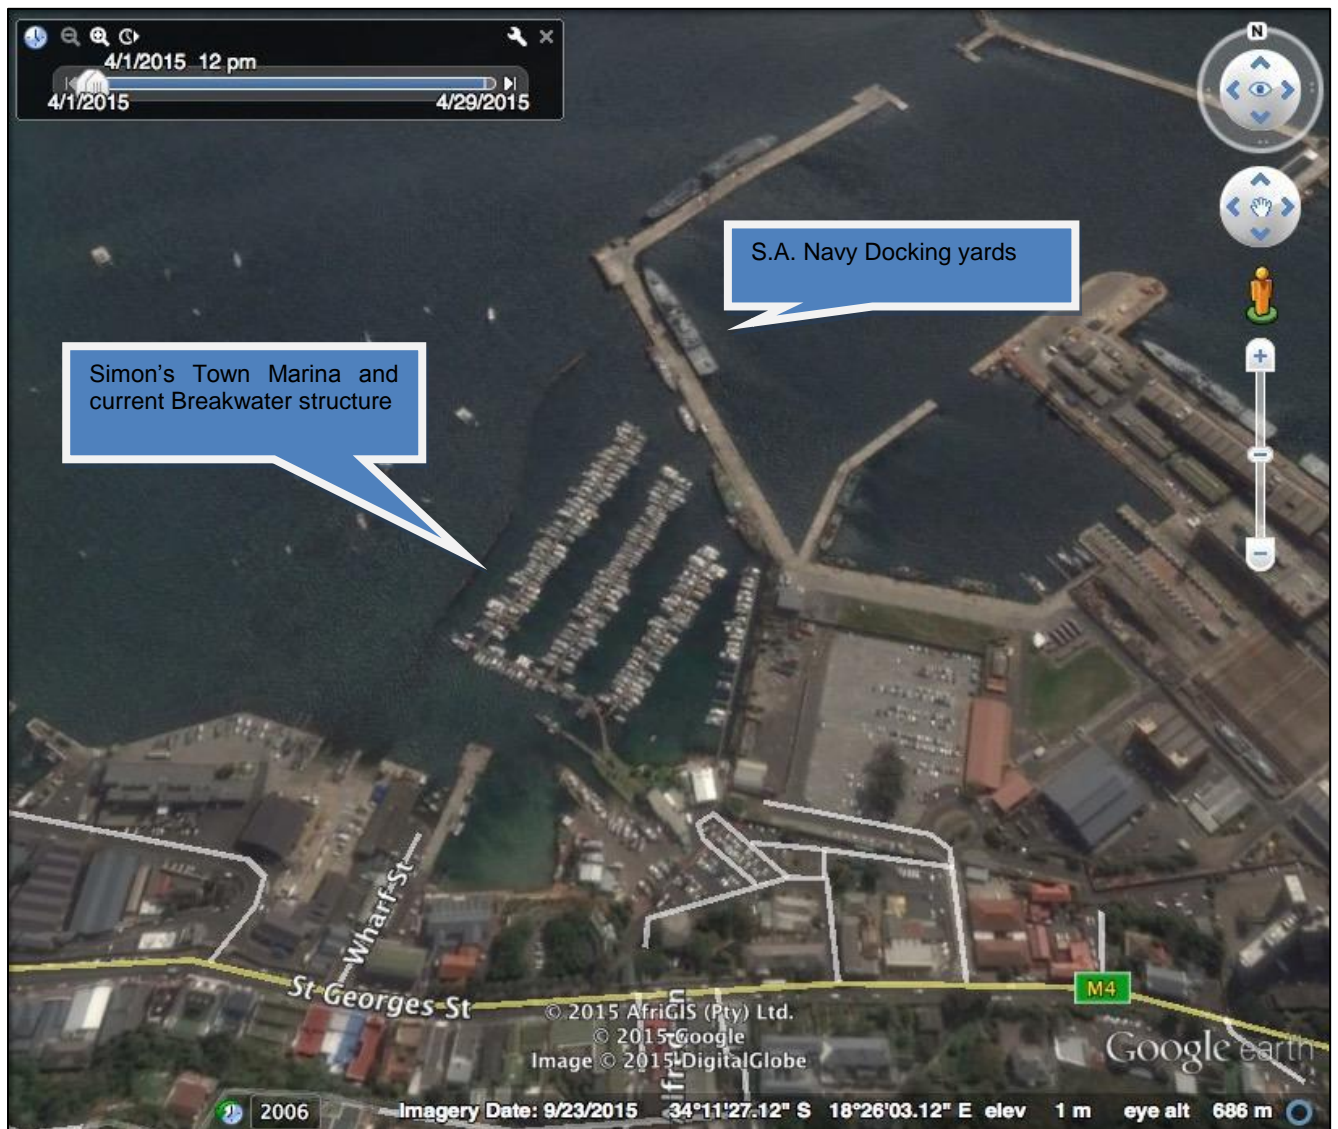 4/1/2015 12 pm
4/1/2015
4/29/2015
N
S.A. Navy Docking yards
Simon’s Town Marina and
current Breakwater structure
Wharf St
St Georges St
M4
© 2015 AfriGIS (Pty) Ltd.
© 2015 Google
Image © 2015 DigitalGlobe
Google earth
2006
Imagery Date: 9/23/2015 34°11'27.12" S 18°26'03.12" E elev 1 m eye alt 686 m